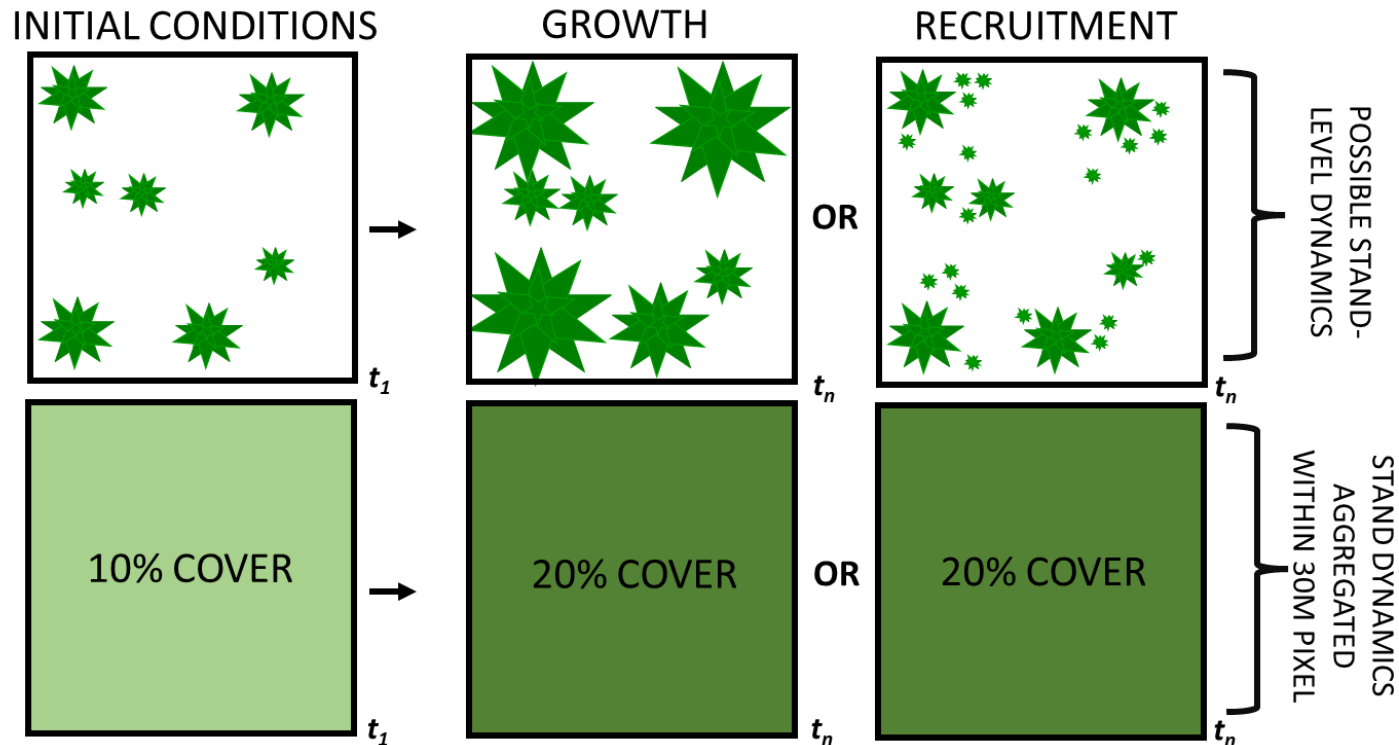 INITIAL CONDITIONS
GROWTH
RECRUITMENT
t1
OR
tn
tn
POSSIBLE STAND-
LEVEL DYNAMICS
10% COVER
t1
20% COVER
tn
OR
20% COVER
tn
STAND DYNAMICS
AGGREGATED
WITHIN 30M PIXEL